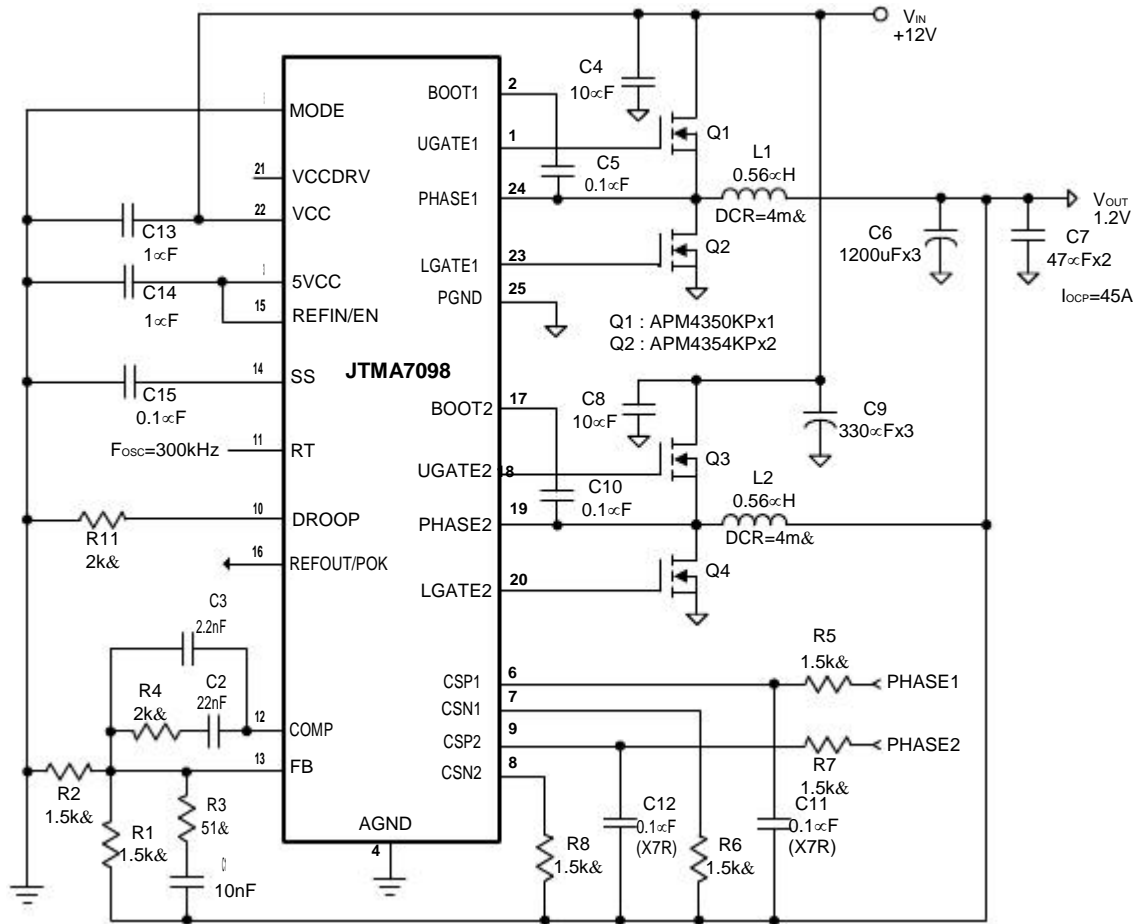 VIN
+12V
C4
10∝F
2
BOOT1
MODE
1
UGATE1
Q1
C5
0.1∝F
L1
0.56∝H
21
VCCDRV
24
PHASE1
22
VCC
DCR=4m&
VOUT
1.2V
C13
1∝F
C6
1200uFx3
C7
47∝Fx2
23
LGATE1
Q2
5VCC
25
PGND
IOCP=45A
C14
1∝F
15
REFIN/EN
Q1 : APM4350KPx1
Q2 : APM4354KPx2
JTMA7098
14
SS
C15
0.1∝F
17
BOOT2
C8
10∝F
C9
330∝Fx3
FOSC=300kHz
11
RT
UGATE2
18
Q3
C10
0.1∝F
L2
0.56∝H
10
DROOP
19
PHASE2
DCR=4m&
R11
2k&
16
REFOUT/POK
20
LGATE2
Q4
C3
2.2nF
R5
1.5k&
6
CSP1
PHASE1
C2
22nF
R4
2k&
7
CSN1
12
COMP
9
CSP2
PHASE2
R7
1.5k&
13
FB
8
CSN2
R2
1.5k&
R3
51&
C12
0.1∝F
(X7R)
C11
0.1∝F
(X7R)
R1
1.5k&
AGND
4
R8
1.5k&
R6
1.5k&
10nF